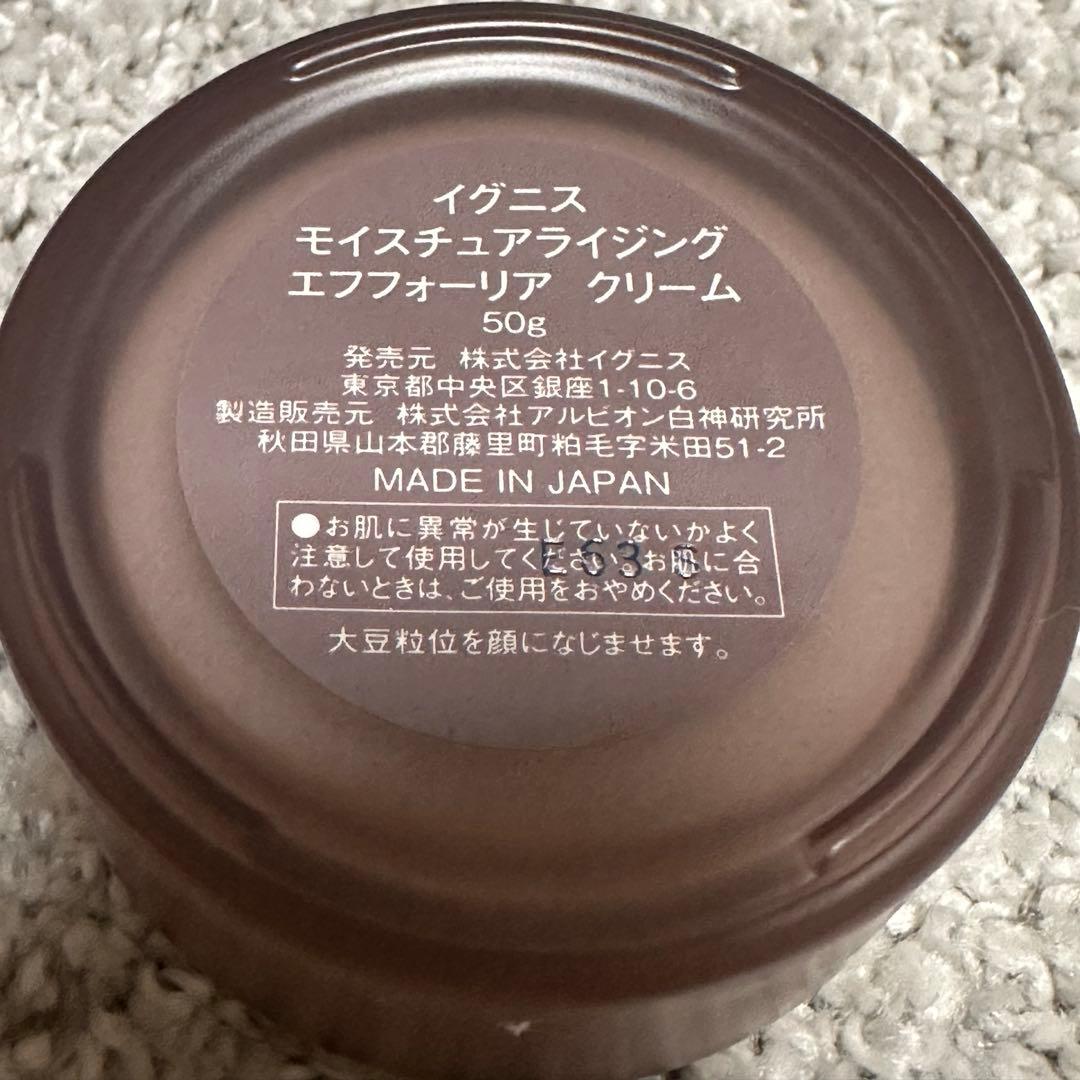 イグニス
モイスチュアライジング
エフフォーリア クリーム
50g
発売元 株式会社イグニス
東京都中央区銀座1-10-6
製造販売元 株式会社アルビオン白神研究所
秋田県山本郡藤里町粕毛字米田51-2
MADE IN JAPAN
●お肌に異常が生じていないかよく
注意して使用してください。お肌に合
わないときは、ご使用をおやめください。
大豆粒位を顔になじませます。